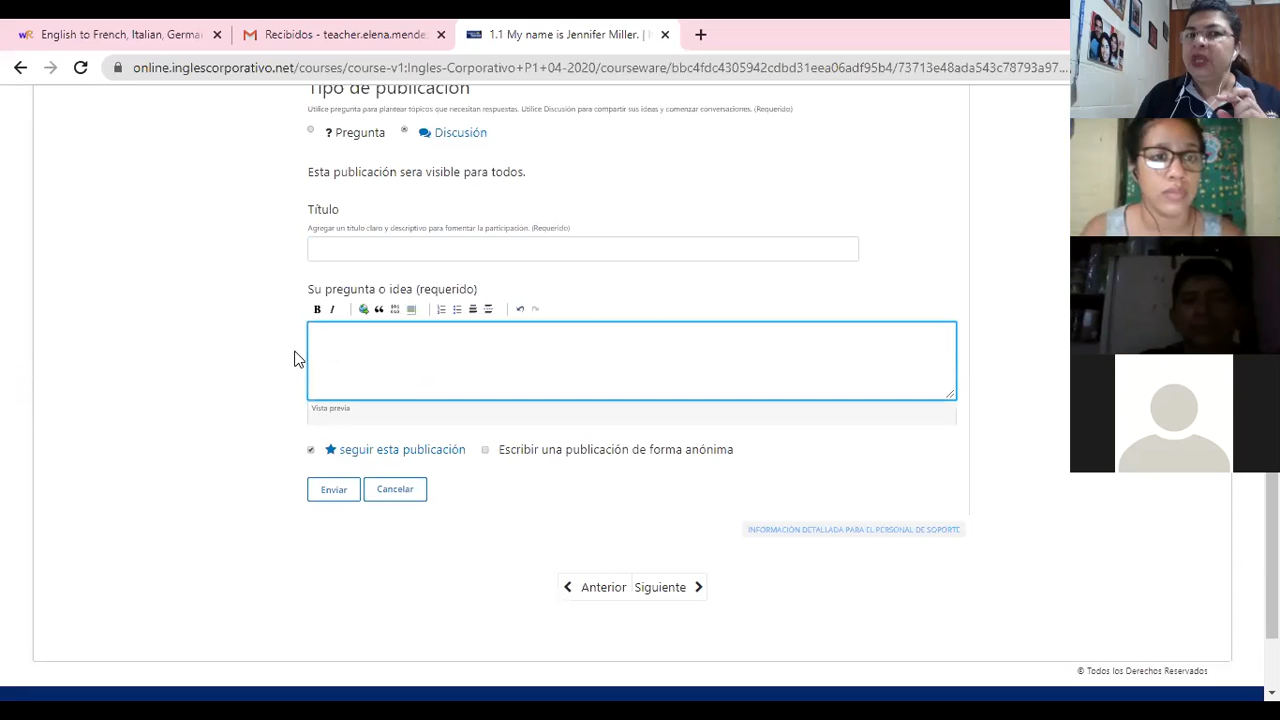 English to French, Italian, Germa
Recibidos - teacher.elena.mende
1.1 My name is Jennifer Miller. |
online.inglescorporativo.net/courses/course-v1:Ingles-Corporativo+P1+04-2020/courseware/bbc4fdc4305942cdbd31eea06adf95b4/73713e48ada543c78793a97...
Tipo de publicación
Utilice pregunta para plantear tópicos que necesitan respuestas. Utilice Discusión para compartir sus ideas y comenzar conversaciones. (Requerido)
? Pregunta
Discusión
Esta publicación sera visible para todos.
Título
Agregar un título claro y descriptivo para fomentar la participación. (Requerido)
Su pregunta o idea (requerido)
B I
Vista previa
seguir esta publicación
Escribir una publicación de forma anónima
Enviar
Cancelar
INFORMACIÓN DETALLADA PARA EL PERSONAL DE SOPORTE
Anterior
Siguiente
© Todos los Derechos Reservados